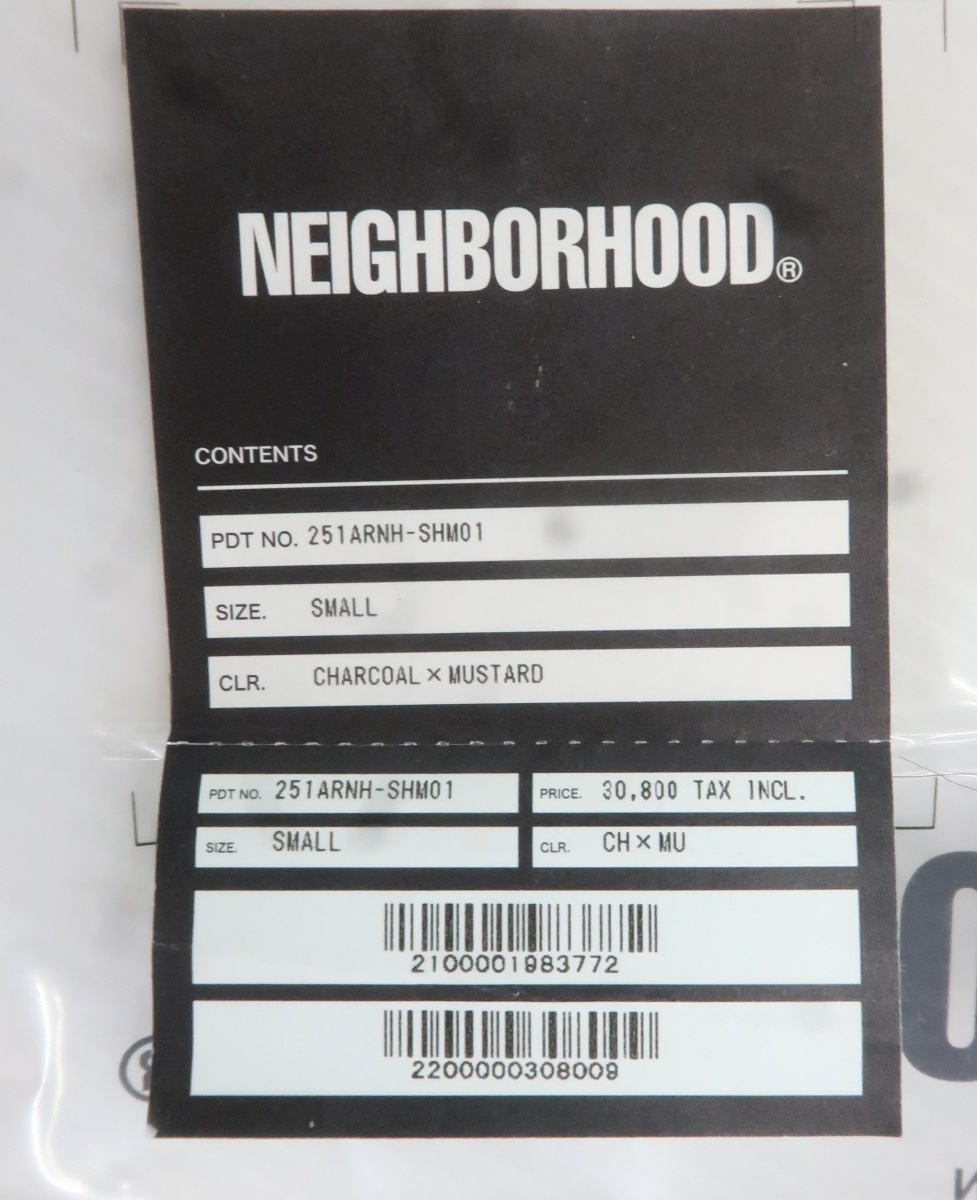 NEIGHBORHOOD®
CONTENTS
PDT NO. 251ARNH-SHM01
SIZE. SMALL
CLR. CHARCOAL×MUSTARD
PDT NO. 251ARNH-SHM01
PRICE. 30,800 TAX INCL.
SIZE. SMALL
CLR. CH×MU
2100001983772
2200000308009